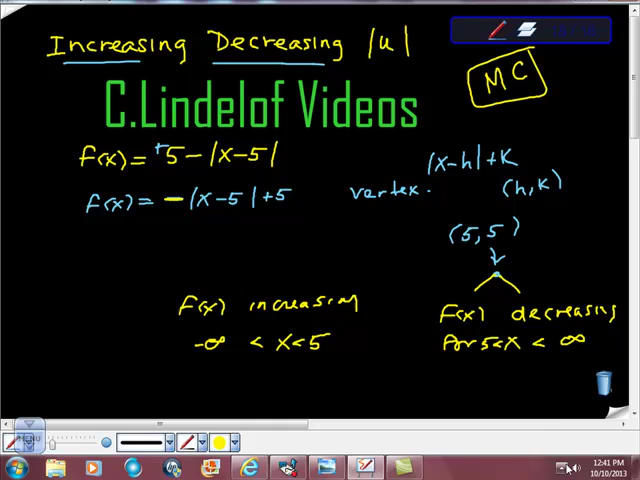 Increasing Decreasing |u|
MC
C.Lindelof Videos
f(x) = +5 - |x-5|
|x-h| + K
f(x) = -|x-5| + 5
vertex. (h, K)
(5, 5)
f(x) increasing
-∞ < x < 5
f(x) decreasing
for 5 < x < ∞
MENU
12:41 PM
10/10/2013